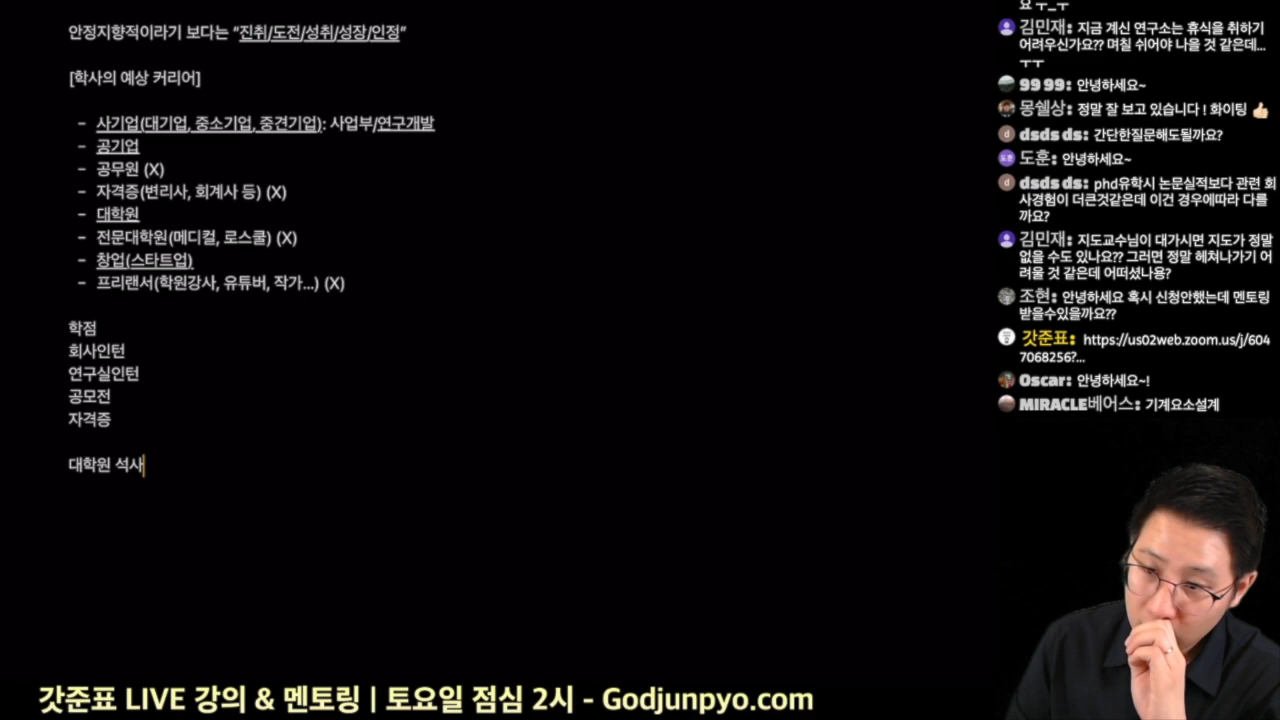 안정지향적이라기 보다는 "진취/도전/성취/성장/인정"
[학사의 예상 커리어]
- 사기업(대기업, 중소기업, 중견기업): 사업부/연구개발
- 공기업
- 공무원 (X)
- 자격증(변리사, 회계사 등) (X)
- 대학원
- 전문대학원(메디컬, 로스쿨) (X)
- 창업(스타트업)
- 프리랜서(학원강사, 유튜버, 작가...) (X)
학점
회사인턴
연구실인턴
공모전
자격증
대학원 석사
요 ㅜ_ㅜ
김민재: 지금 계신 연구소는 휴식을 취하기
어려우신가요?? 며칠 쉬어야 나을 것 같은데...
ㅜㅜ
99 99: 안녕하세요~
몽쉘상: 정말 잘 보고 있습니다 ! 화이팅 👍🏻
dsds ds: 간단한질문해도될까요?
도훈: 안녕하세요~
dsds ds: phd유학시 논문실적보다 관련 회
사경험이 더큰것같은데 이건 경우에따라 다를
까요?
김민재: 지도교수님이 대가시면 지도가 정말
없을 수도 있나요?? 그러면 정말 헤쳐나가기 어
려울 것 같은데 어떠셨나용?
조현: 안녕하세요 혹시 신청안했는데 멘토링
받을수있을까요??
갓준표: https://us02web.zoom.us/j/604
7068256?...
Oscar: 안녕하세요~!
MIRACLE베어스: 기계요소설계
갓준표 LIVE 강의 & 멘토링 | 토요일 점심 2시 - Godjunpyo.com